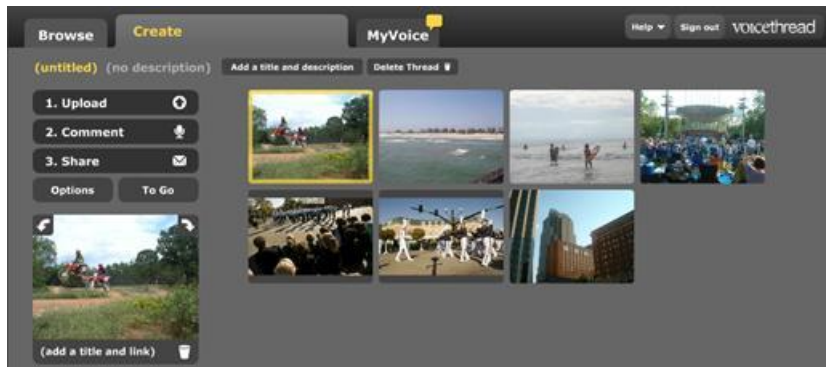 Browse
Create
MyVoice
Help
Sign out
voicethread
(untitled) (no description)
Add a title and description
Delete Thread
1. Upload
2. Comment
3. Share
Options
To Go
(add a title and link)